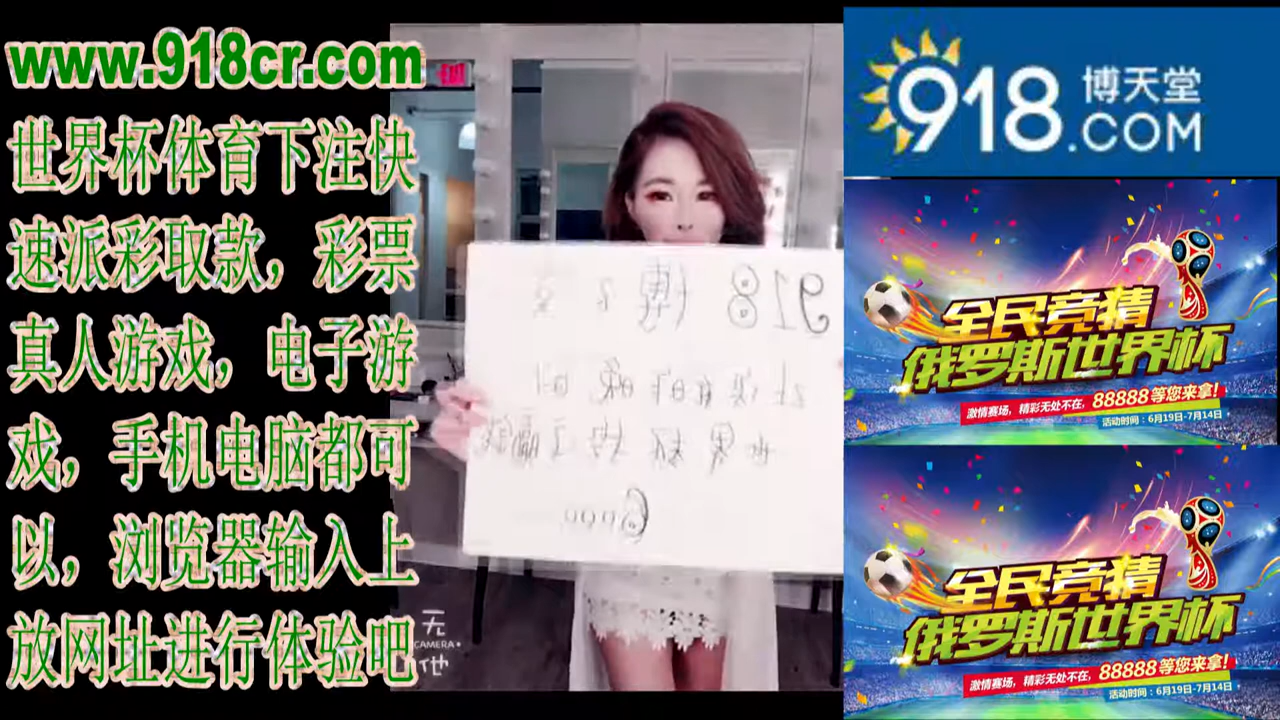 www.918cr.com
世界杯体育下注快
速派彩取款，彩票
真人游戏，电子游
戏，手机电脑都可
以，浏览器输入上
放网址进行体验吧
918 博
6000
无
CAMERA
他
918.COM
博天堂
全民竞猜
俄罗斯世界杯
激情赛场，精彩无处不在，88888等您来拿！
活动时间：6月19日-7月14日
全民竞猜
俄罗斯世界杯
激情赛场，精彩无处不在，88888等您来拿！
活动时间：6月19日-7月14日